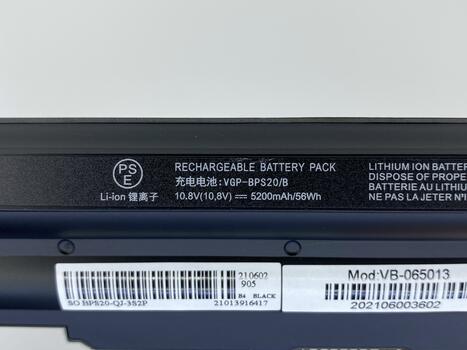 PS
E
Li-Ion 锂离子
RECHARGEABLE BATTERY PACK
充电电池:VGP-BPS20/B
10.8V(10,8V) ⎓ 5200mAh/56Wh
LITHIUM ION BATTER
DISPOSE OF PROPER
BATTERIE AU LITHIU
NE PAS LA JETER N'I
210602
905
B4 BLACK
SO BPS20-QJ-3S2P
21013916417
Mod:VB-065013
202106003602